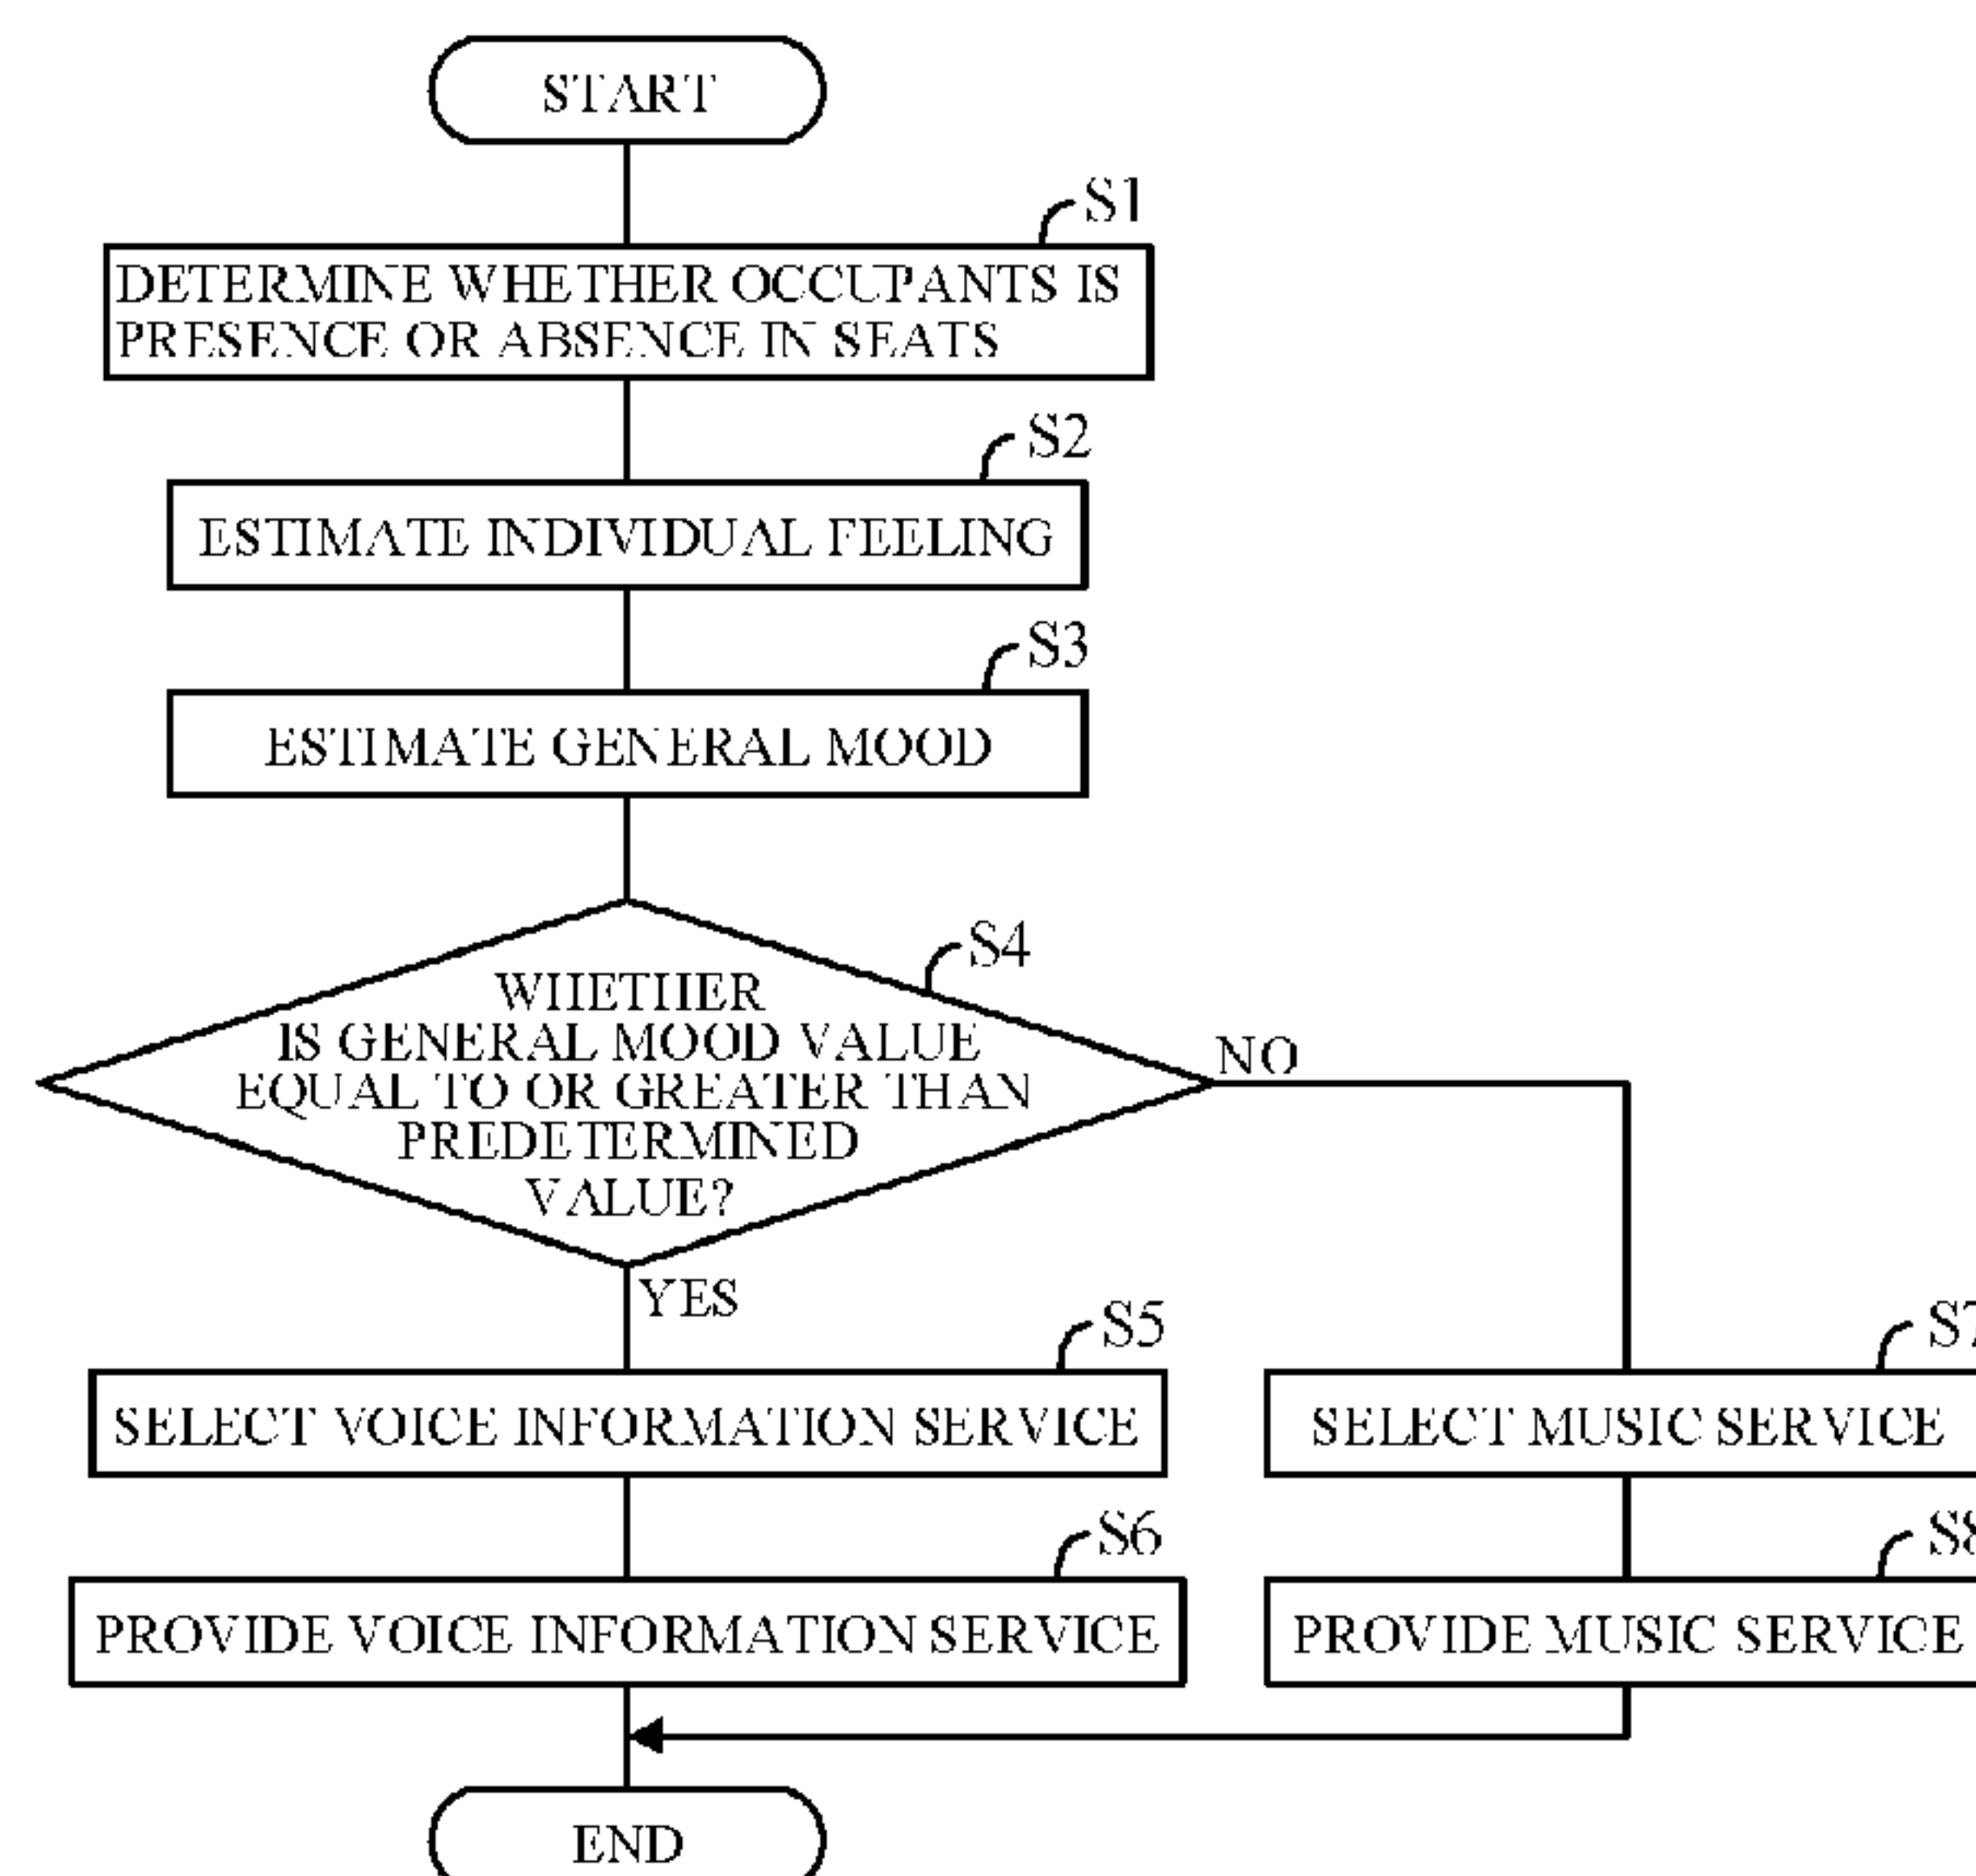 START
S1
DETERMINE WHETHER OCCUPANTS IS
PRESENCE OR ABSENCE IN SEATS
S2
ESTIMATE INDIVIDUAL FEELING
S3
ESTIMATE GENERAL MOOD
S4
WHETHER
IS GENERAL MOOD VALUE
EQUAL TO OR GREATER THAN
PREDETERMINED
VALUE?
NO
YES
S5
SELECT VOICE INFORMATION SERVICE
S7
SELECT MUSIC SERVICE
S6
PROVIDE VOICE INFORMATION SERVICE
S8
PROVIDE MUSIC SERVICE
END